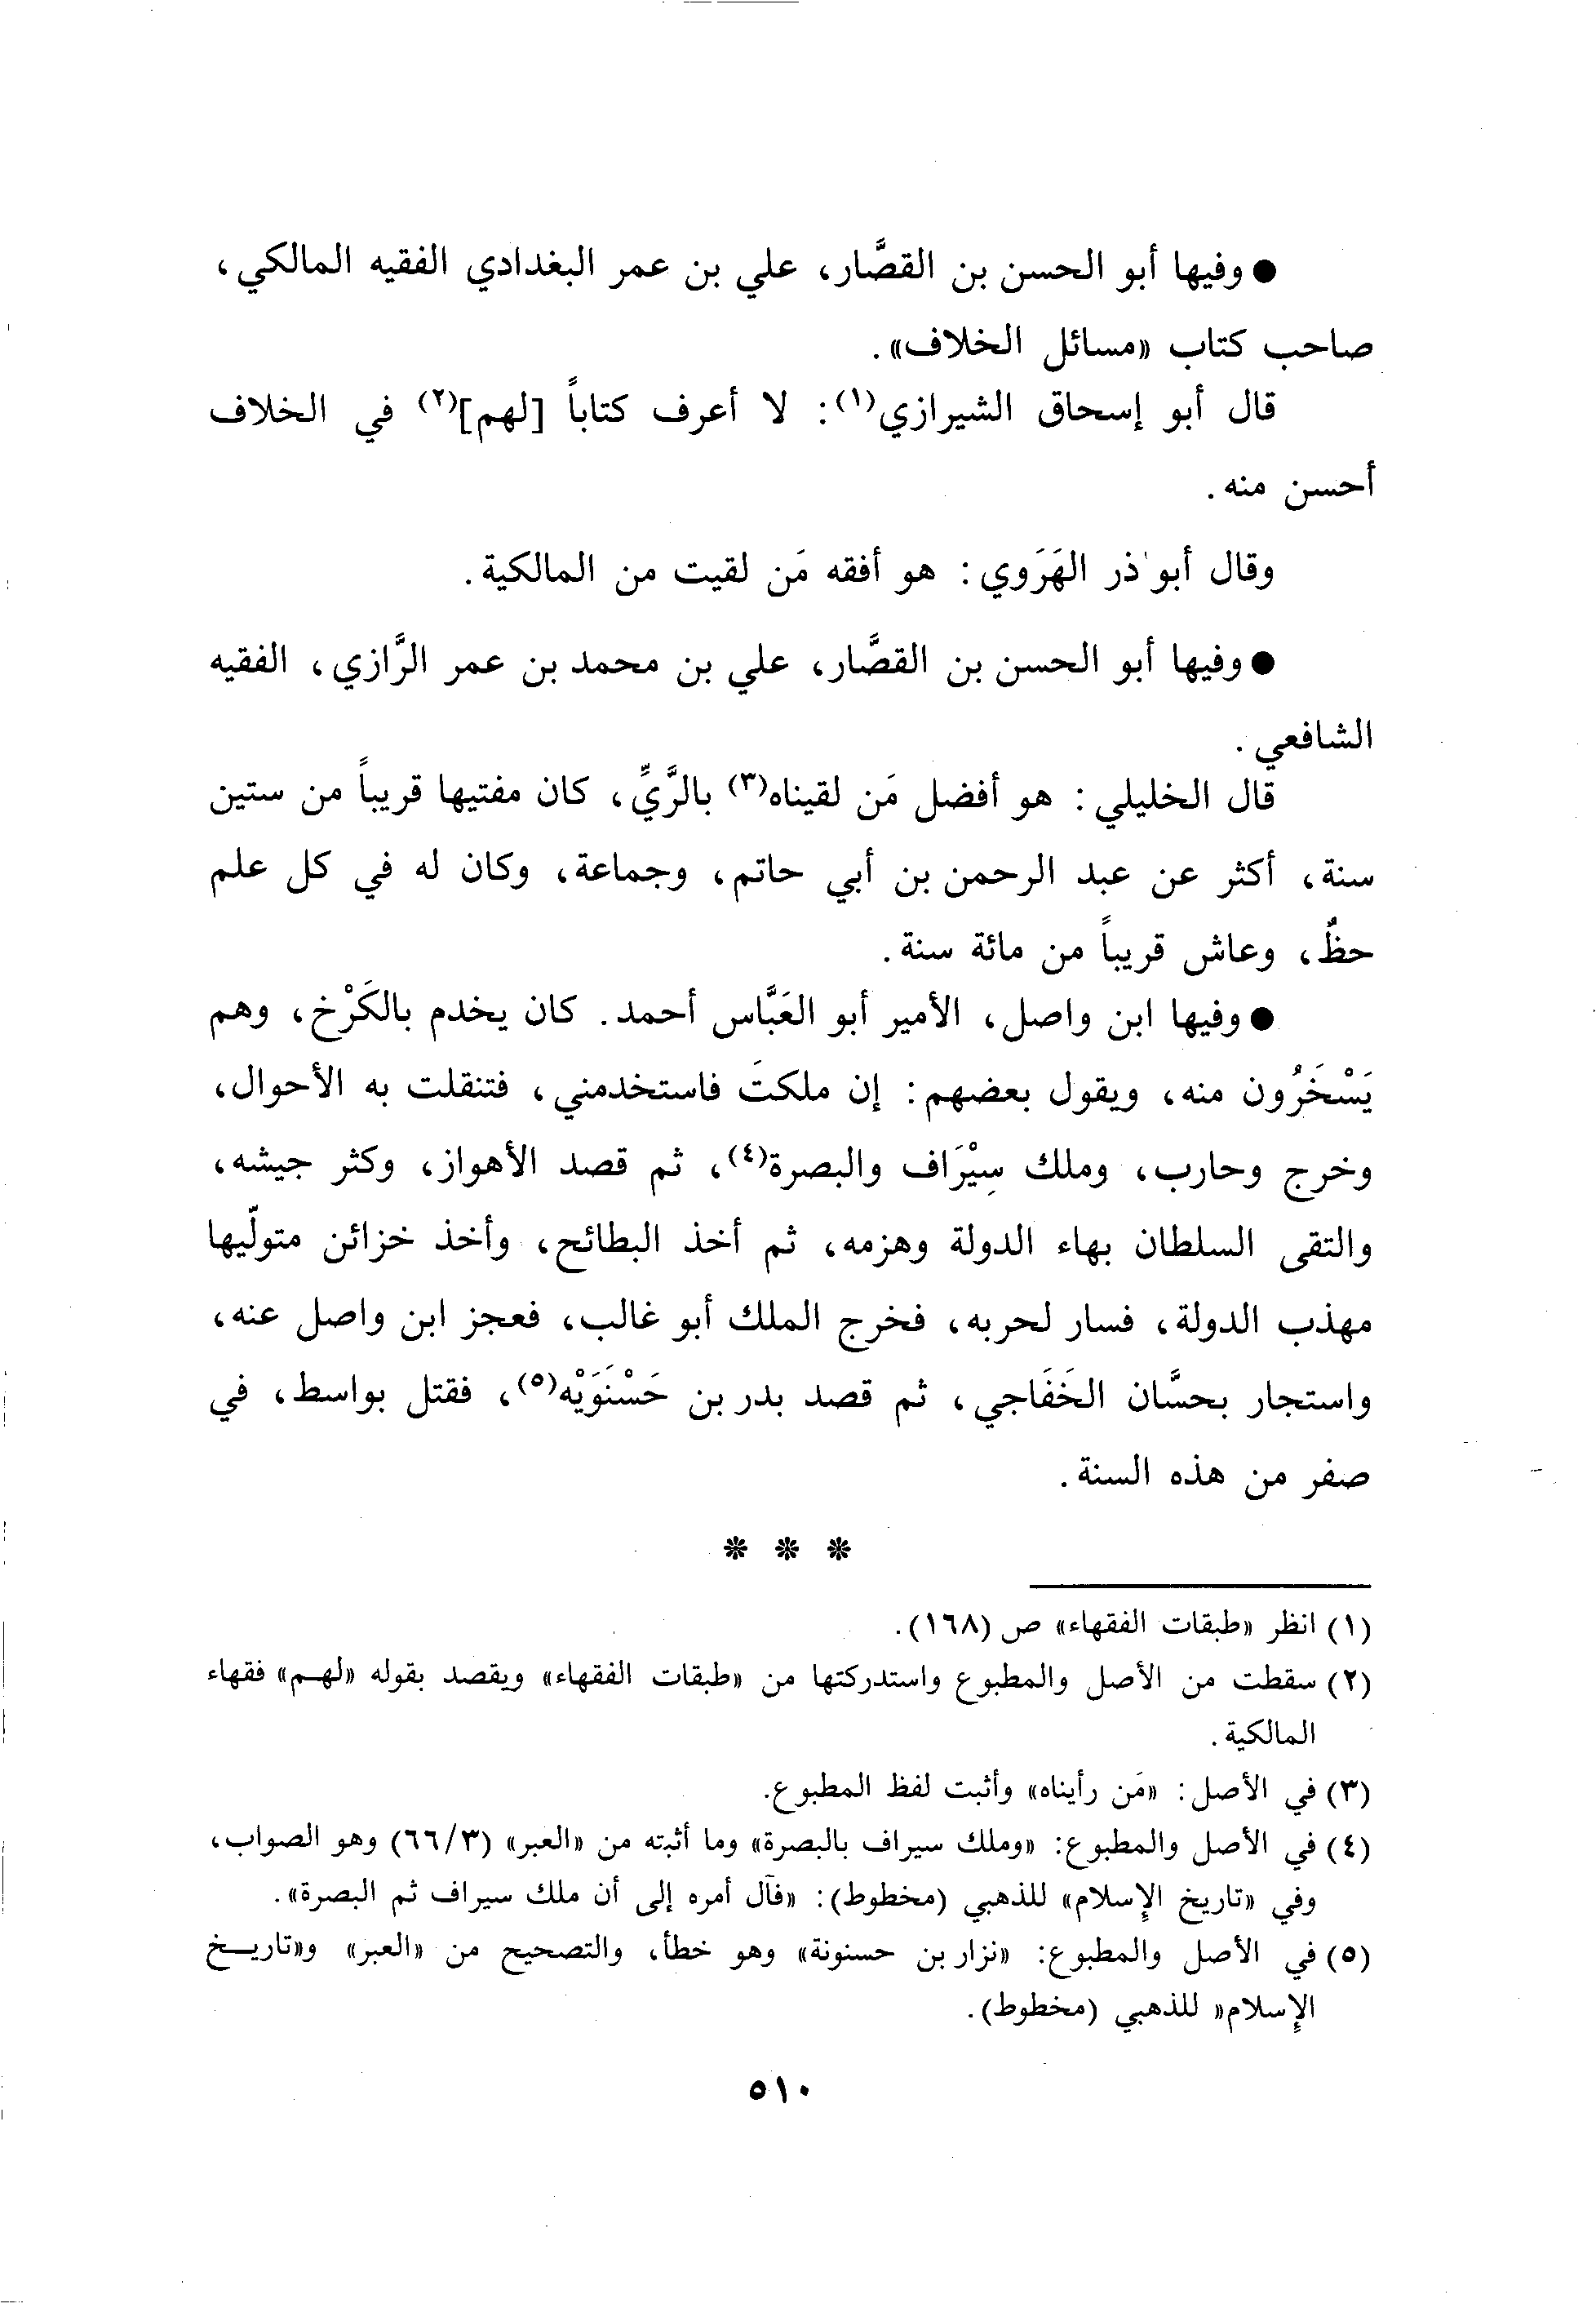 ● وفيها أبو الحسن بن القصَّار، علي بن عمر البغدادي الفقيه المالكي،
صاحب كتاب «مسائل الخلاف».
قال أبو إسحاق الشيرازي(١): لا أعرف كتاباً [لهم](٢) في الخلاف
أحسن منه.
وقال أبو ذر الهَرَوي: هو أفقه مَن لقيت من المالكية.
● وفيها أبو الحسن بن القصَّار، علي بن محمد بن عمر الرَّازي، الفقيه
الشافعي.
قال الخليلي: هو أفضل مَن لقيناه(٣) بالرَّيِّ، كان مفتيها قريباً من ستين
سنة، أكثر عن عبد الرحمن بن أبي حاتم، وجماعة، وكان له في كل علم
حظٌ، وعاش قريباً من مائة سنة.
● وفيها ابن واصل، الأمير أبو العَبَّاس أحمد. كان يخدم بالكَرْخ، وهم
يَسْخَرُون منه، ويقول بعضهم: إن ملكتَ فاستخدمني، فتنقلت به الأحوال،
وخرج وحارب، وملك سِيْرَاف والبصرة(٤)، ثم قصد الأهواز، وكثر جيشه،
والتقى السلطان بهاء الدولة وهزمه، ثم أخذ البطائح، وأخذ خزائن متولّيها
مهذب الدولة، فسار لحربه، فخرج الملك أبو غالب، فعجز ابن واصل عنه،
واستجار بحسَّان الخَفَاجي، ثم قصد بدر بن حَسْنَوَيْه(٥)، فقتل بواسط، في
صفر من هذه السنة.
* * *
(١) انظر «طبقات الفقهاء» ص (١٦٨).
(٢) سقطت من الأصل والمطبوع واستدركتها من «طبقات الفقهاء» ويقصد بقوله «لهم» فقهاء
المالكية.
(٣) في الأصل: «مَن رأيناه» وأثبت لفظ المطبوع.
(٤) في الأصل والمطبوع: «وملك سيراف بالبصرة» وما أثبته من «العبر» (٦٦/٣) وهو الصواب،
وفي «تاريخ الإسلام» للذهبي (مخطوط): «فآل أمره إلى أن ملك سيراف ثم البصرة».
(٥) في الأصل والمطبوع: «نزار بن حسنونة» وهو خطأ، والتصحيح من «العبر» و«تاريخ
الإسلام» للذهبي (مخطوط).
٥١٠